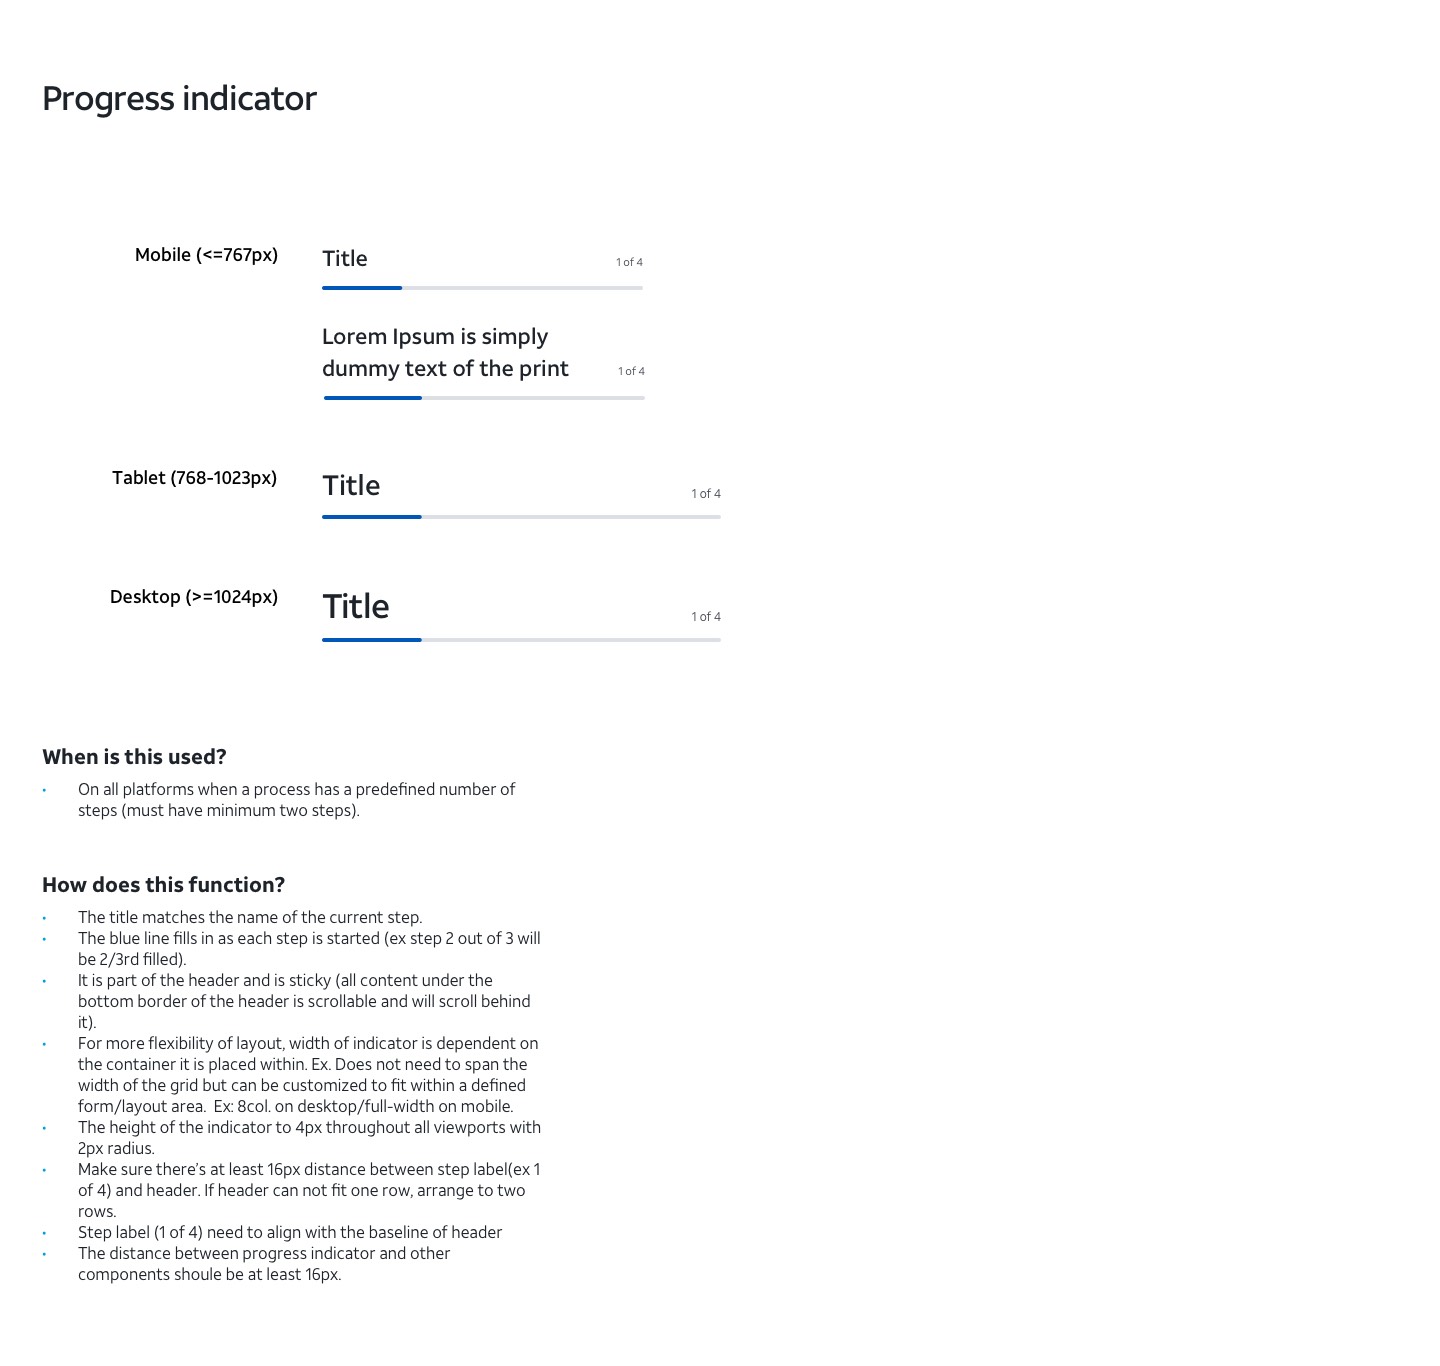 Progress indicator
Mobile (<=767px)
Title
1 of 4
Lorem Ipsum is simply
dummy text of the print
1 of 4
Tablet (768-1023px)
Title
1 of 4
Desktop (>=1024px)
Title
1 of 4
When is this used?
• On all platforms when a process has a predefined number of
steps (must have minimum two steps).
How does this function?
• The title matches the name of the current step.
• The blue line fills in as each step is started (ex step 2 out of 3 will
be 2/3rd filled).
• It is part of the header and is sticky (all content under the
bottom border of the header is scrollable and will scroll behind
it).
• For more flexibility of layout, width of indicator is dependent on
the container it is placed within. Ex. Does not need to span the
width of the grid but can be customized to fit within a defined
form/layout area.  Ex: 8col. on desktop/full-width on mobile.
• The height of the indicator to 4px throughout all viewports with
2px radius.
• Make sure there’s at least 16px distance between step label(ex 1
of 4) and header. If header can not fit one row, arrange to two
rows.
• Step label (1 of 4) need to align with the baseline of header
• The distance between progress indicator and other
components shoule be at least 16px.